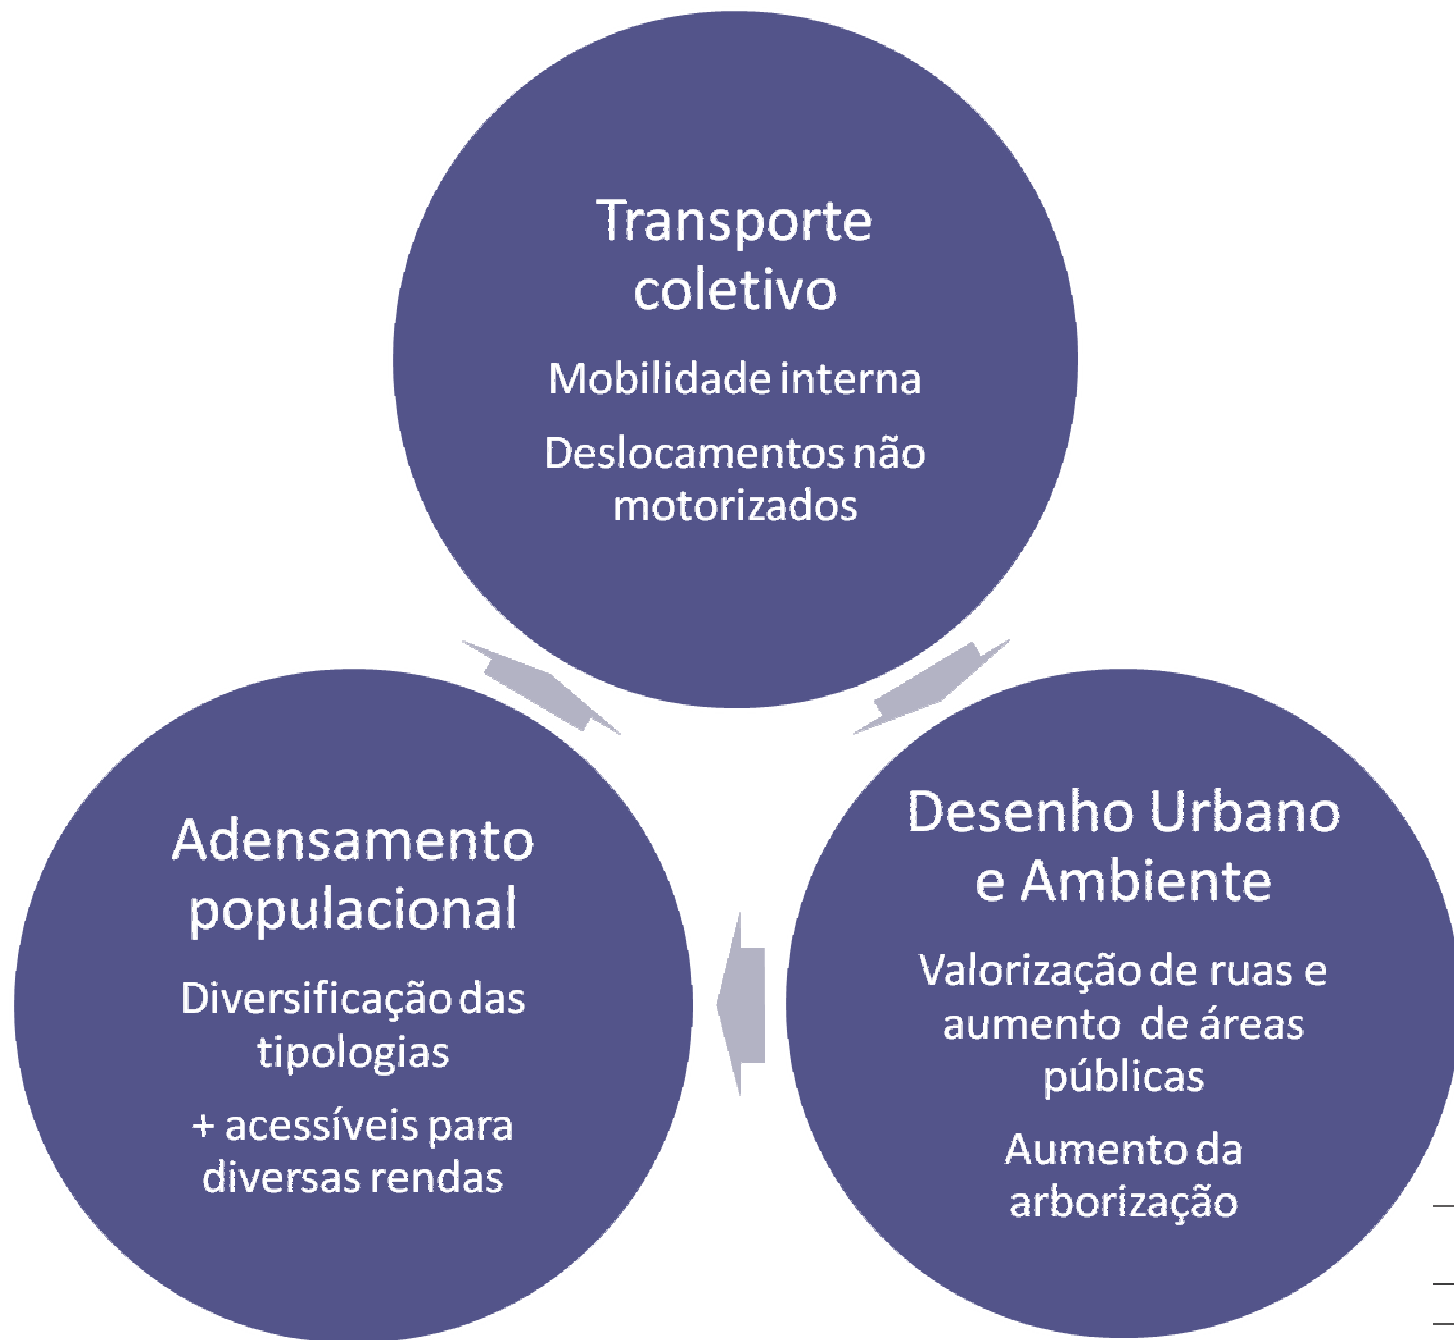 Transporte
coletivo
Mobilidade interna
Deslocamentos não
motorizados
Adensamento
populacional
Diversificação das
tipologias
+ acessíveis para
diversas rendas
Desenho Urbano
e Ambiente
Valorização de ruas e
aumento de áreas
públicas
Aumento da
arborização